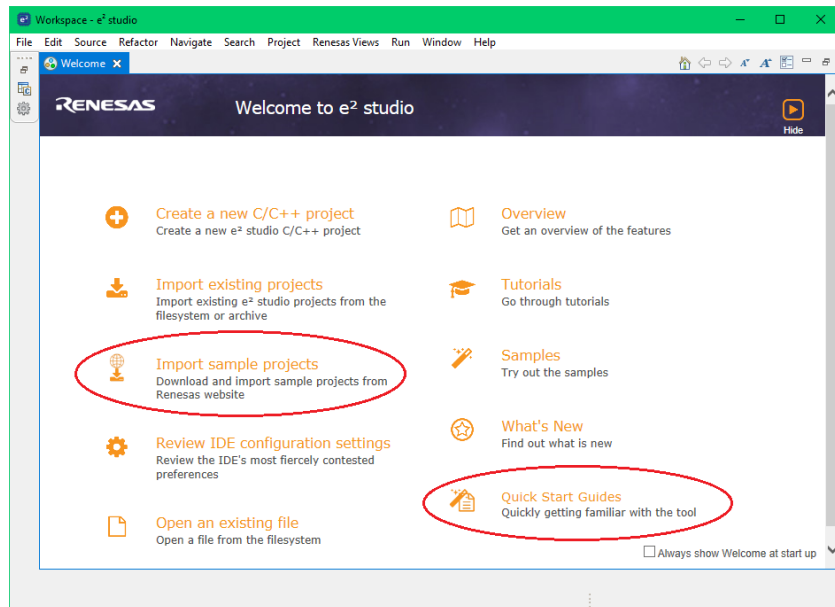 Workspace - e² studio
File Edit Source Refactor Navigate Search Project Renesas Views Run Window Help
Welcome
RENESAS
Welcome to e² studio
Hide
Create a new C/C++ project
Create a new e² studio C/C++ project
Import existing projects
Import existing e² studio projects from the
filesystem or archive
Import sample projects
Download and import sample projects from
Renesas website
Review IDE configuration settings
Review the IDE's most fiercely contested
preferences
Open an existing file
Open a file from the filesystem
Overview
Get an overview of the features
Tutorials
Go through tutorials
Samples
Try out the samples
What's New
Find out what is new
Quick Start Guides
Quickly getting familiar with the tool
Always show Welcome at start up